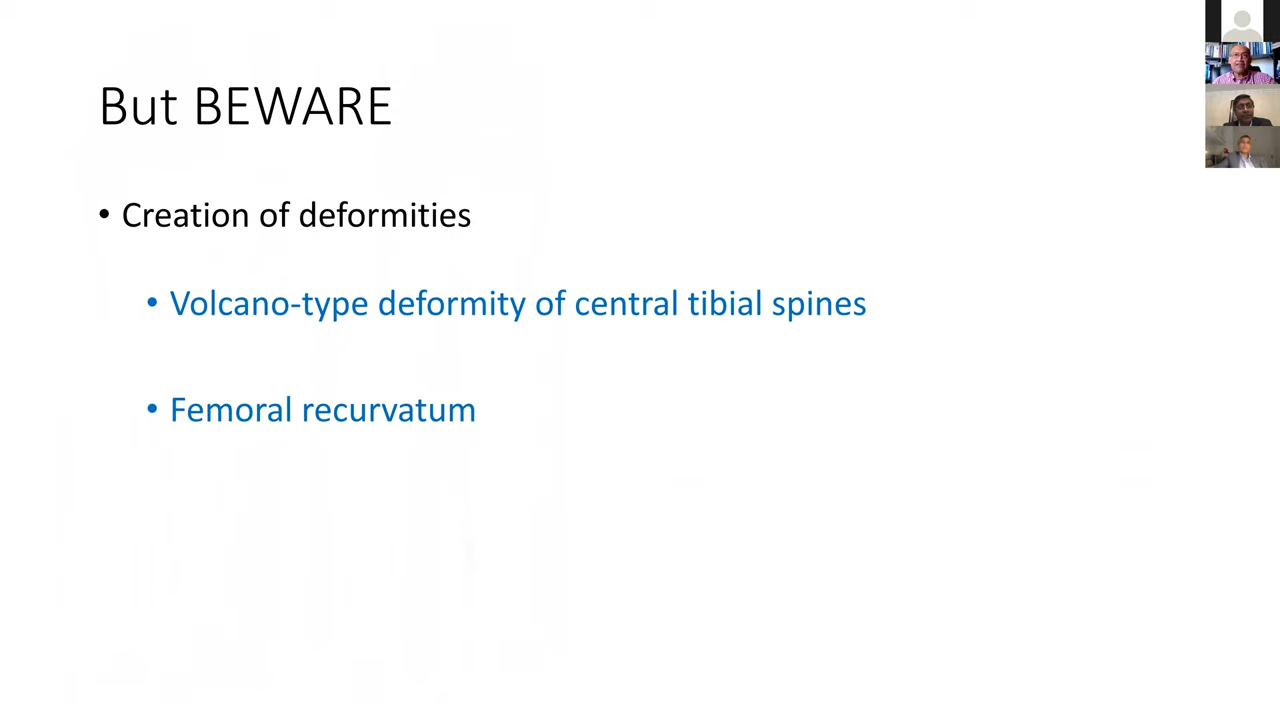 But BEWARE
• Creation of deformities
• Volcano-type deformity of central tibial spines
• Femoral recurvatum